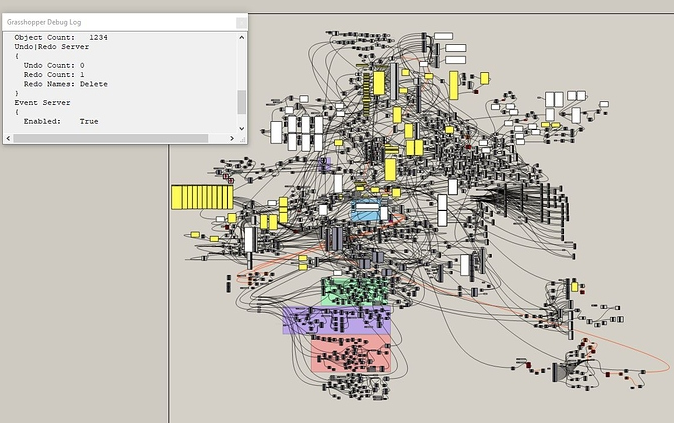 Grasshopper Debug Log
Object Count: 1234
Undo|Redo Server
{
Undo Count: 0
Redo Count: 1
Redo Names: Delete
}
Event Server
{
Enabled: True